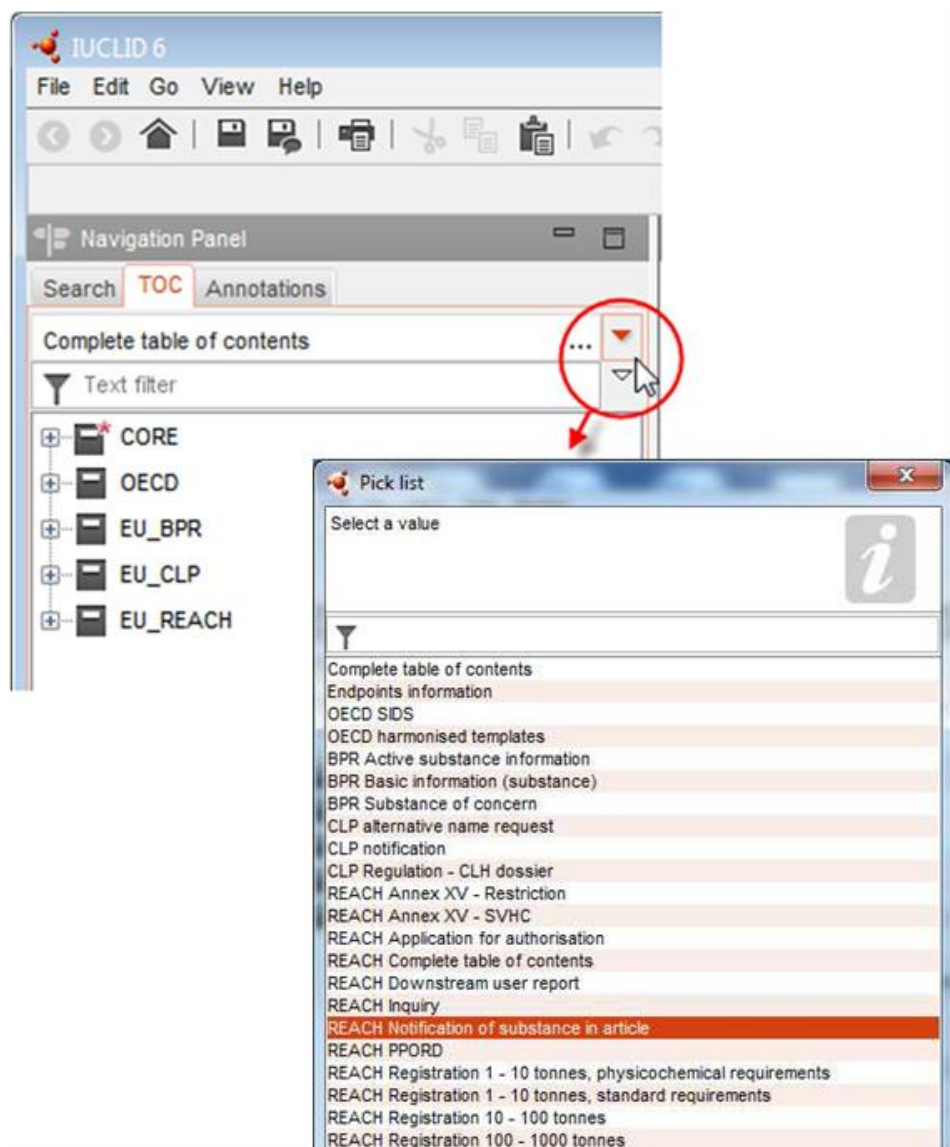 IUCLID 6
File Edit Go View Help
Navigation Panel
Search TOC Annotations
Complete table of contents ...
Text filter
CORE
OECD
EU_BPR
EU_CLP
EU_REACH
Pick list
Select a value
Complete table of contents
Endpoints information
OECD SIDS
OECD harmonised templates
BPR Active substance information
BPR Basic information (substance)
BPR Substance of concern
CLP alternative name request
CLP notification
CLP Regulation - CLH dossier
REACH Annex XV - Restriction
REACH Annex XV - SVHC
REACH Application for authorisation
REACH Complete table of contents
REACH Downstream user report
REACH Inquiry
REACH Notification of substance in article
REACH PPORD
REACH Registration 1 - 10 tonnes, physicochemical requirements
REACH Registration 1 - 10 tonnes, standard requirements
REACH Registration 10 - 100 tonnes
REACH Registration 100 - 1000 tonnes